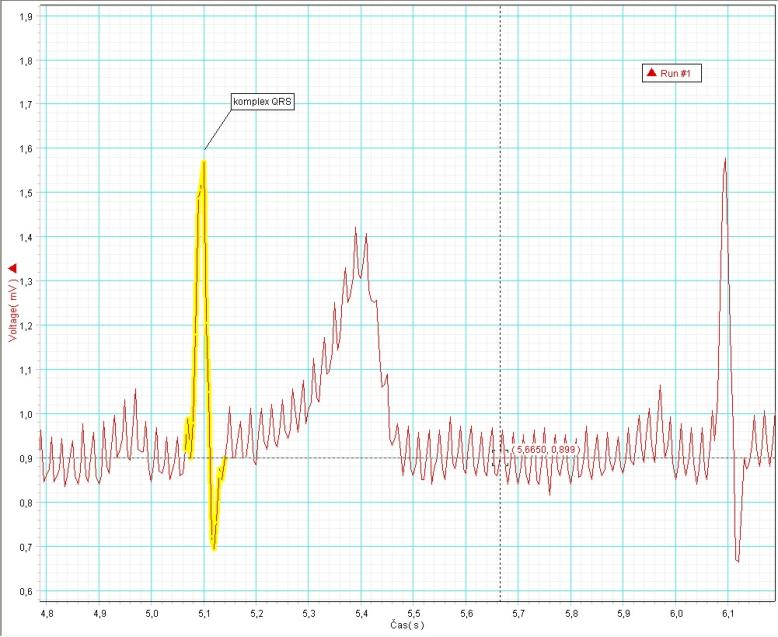 1,9
1,8
1,7
1,6
1,5
1,4
1,3
1,2
1,1
1,0
0,9
0,8
0,7
0,6
Voltage( mV )
Run #1
komplex QRS
( 5,6650, 0,899 )
4,8 4,9 5,0 5,1 5,2 5,3 5,4 5,5 5,6 5,7 5,8 5,9 6,0 6,1
Čas( s )